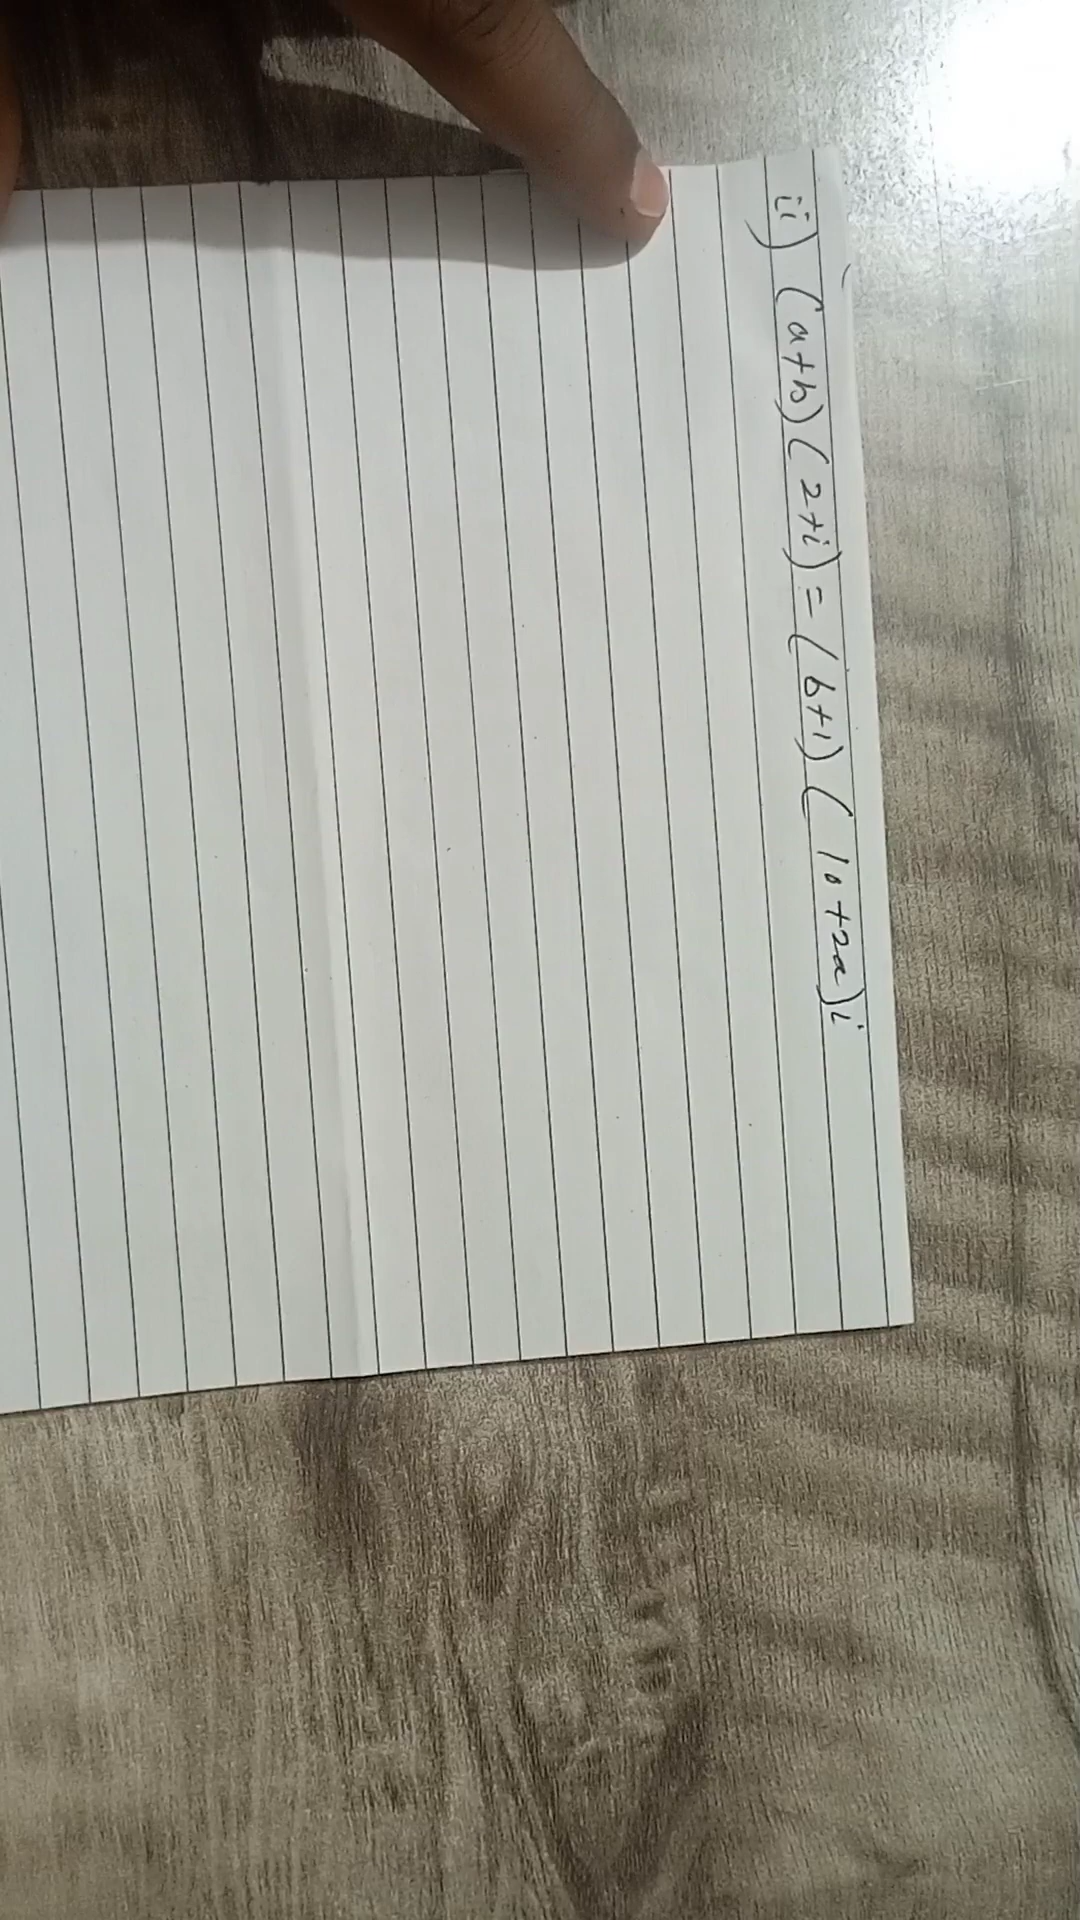 ii) (a+b) (2+i) = (b+1) (10+2a)i